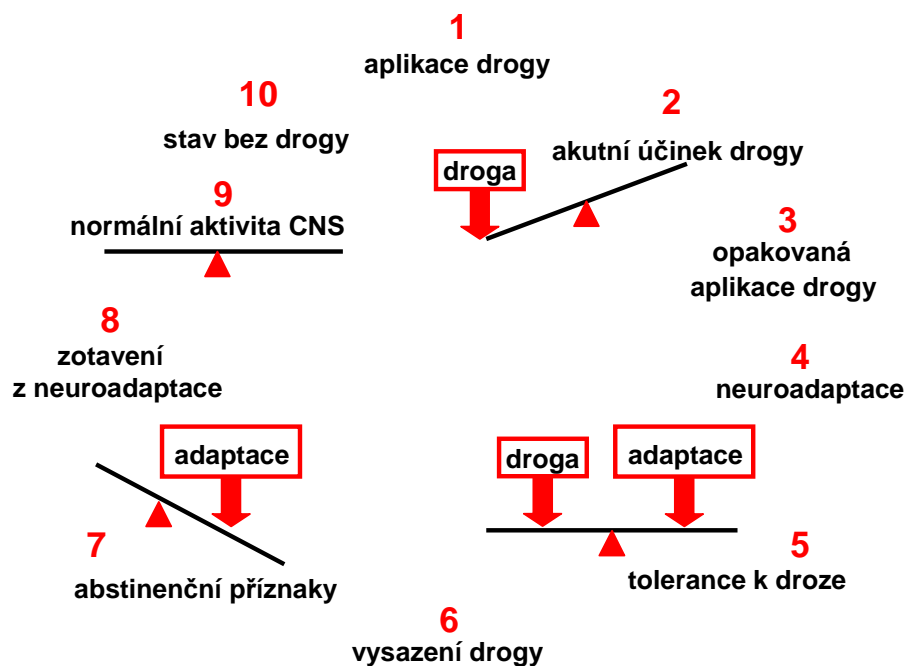 1
aplikace drogy
2
akutní účinek drogy
droga
3
opakovaná
aplikace drogy
4
neuroadaptace
droga
adaptace
5
tolerance k droze
6
vysazení drogy
7
abstinenční příznaky
adaptace
8
zotavení
z neuroadaptace
9
normální aktivita CNS
10
stav bez drogy